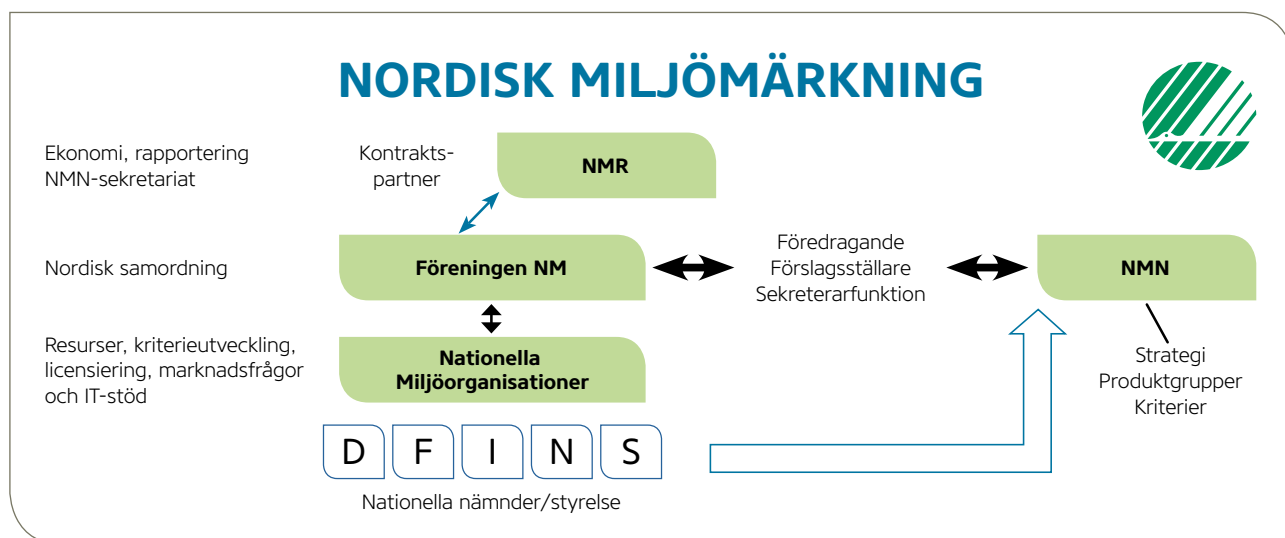 NORDISK MILJÖMÄRKNING
Ekonomi, rapportering
NMN-sekretariat
Kontrakts-
partner
NMR
Nordisk samordning
Föreningen NM
Föredragande
Förslagsställare
Sekreterarfunktion
NMN
Resurser, kriterieutveckling,
licensiering, marknadsfrågor
och IT-stöd
Nationella
Miljöorganisationer
Strategi
Produktgrupper
Kriterier
D F I N S
Nationella nämnder/styrelse